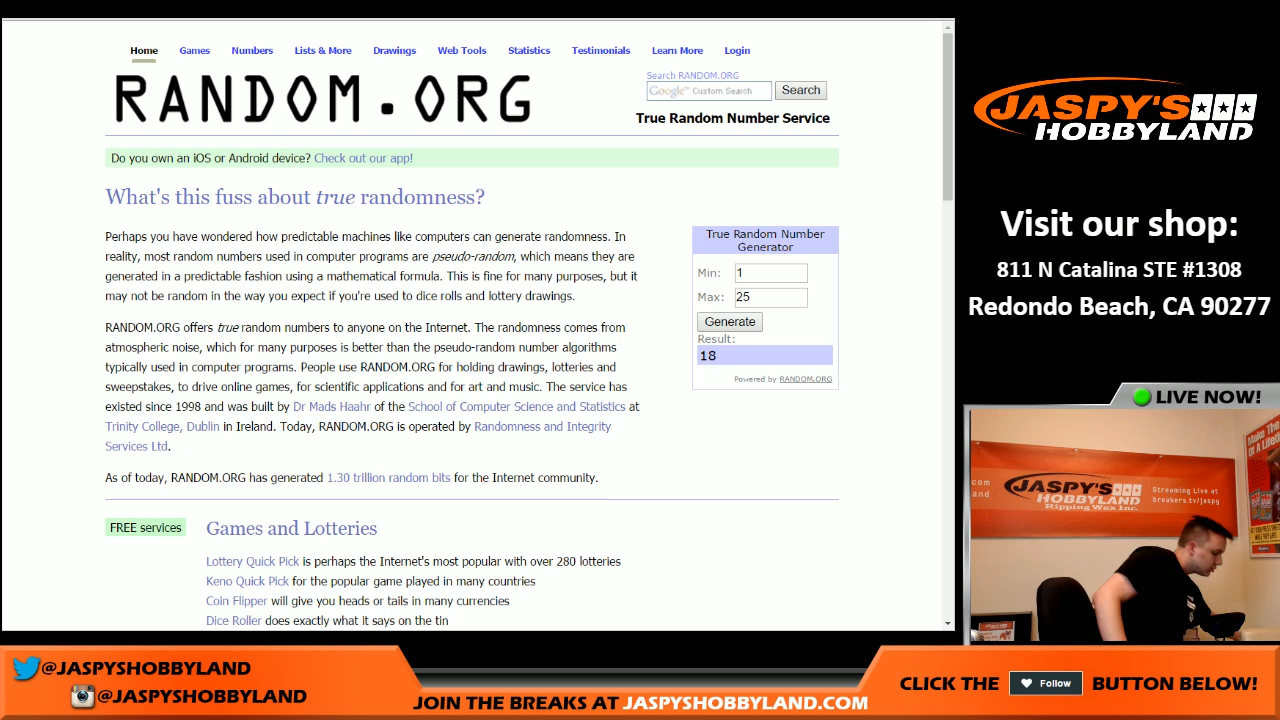 Home Games Numbers Lists & More Drawings Web Tools Statistics Testimonials Learn More Login
RANDOM.ORG
Search RANDOM.ORG
Google™ Custom Search Search
True Random Number Service
Do you own an iOS or Android device? Check out our app!
What's this fuss about true randomness?
Perhaps you have wondered how predictable machines like computers can generate randomness. In
reality, most random numbers used in computer programs are pseudo-random, which means they are
generated in a predictable fashion using a mathematical formula. This is fine for many purposes, but it
may not be random in the way you expect if you're used to dice rolls and lottery drawings.
RANDOM.ORG offers true random numbers to anyone on the Internet. The randomness comes from
atmospheric noise, which for many purposes is better than the pseudo-random number algorithms
typically used in computer programs. People use RANDOM.ORG for holding drawings, lotteries and
sweepstakes, to drive online games, for scientific applications and for art and music. The service has
existed since 1998 and was built by Dr Mads Haahr of the School of Computer Science and Statistics at
Trinity College, Dublin in Ireland. Today, RANDOM.ORG is operated by Randomness and Integrity
Services Ltd.
As of today, RANDOM.ORG has generated 1.30 trillion random bits for the Internet community.
True Random Number
Generator
Min: 1
Max: 25
Generate
Result:
18
Powered by RANDOM.ORG
FREE services
Games and Lotteries
Lottery Quick Pick is perhaps the Internet's most popular with over 280 lotteries
Keno Quick Pick for the popular game played in many countries
Coin Flipper will give you heads or tails in many currencies
Dice Roller does exactly what it says on the tin
JASPY'S
HOBBYLAND
Visit our shop:
811 N Catalina STE #1308
Redondo Beach, CA 90277
LIVE NOW!
JASPY'S
HOBBYLAND
Ripping Wax Inc.
Streaming Live at
breakers.tv/jaspy
@JASPYSHOBBYLAND
@JASPYSHOBBYLAND
JOIN THE BREAKS AT JASPYSHOBBYLAND.COM
CLICK THE Follow BUTTON BELOW!